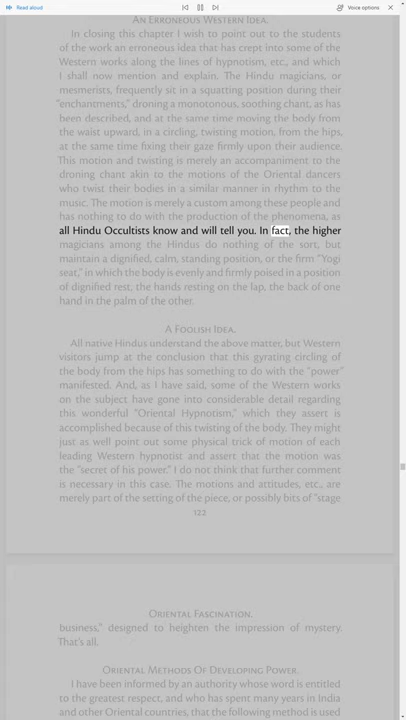 Read aloud
Voice options
AN ERRONEOUS WESTERN IDEA.
In closing this chapter I wish to point out to the students
of the work an erroneous idea that has crept into some of the
Western works along the lines of hypnotism, etc., and which
I shall now mention and explain. The Hindu magicians, or
mesmerists, frequently sit in a squatting position during their
"enchantments," droning a monotonous, soothing chant, as has
been described, and at the same time moving the body from
the waist upward, in a circling, twisting motion, from the hips,
at the same time fixing their gaze firmly upon their audience.
This motion and twisting is merely an accompaniment to the
droning chant akin to the motions of the Oriental dancers
who twist their bodies in a similar manner in rhythm to the
music. The motion is merely a custom among these people and
has nothing to do with the production of the phenomena, as
all Hindu Occultists know and will tell you. In fact, the higher
magicians among the Hindus do nothing of the sort, but
maintain a dignified, calm, standing position, or the firm "Yogi
seat," in which the body is evenly and firmly poised in a position
of dignified rest, the hands resting on the lap, the back of one
hand in the palm of the other.
A FOOLISH IDEA.
All native Hindus understand the above matter, but Western
visitors jump at the conclusion that this gyrating circling of
the body from the hips has something to do with the "power"
manifested. And, as I have said, some of the Western works
on the subject have gone into considerable detail regarding
this wonderful "Oriental Hypnotism," which they assert is
accomplished because of this twisting of the body. They might
just as well point out some physical trick of motion of each
leading Western hypnotist and assert that the motion was
the "secret of his power." I do not think that further comment
is necessary in this case. The motions and attitudes, etc., are
merely part of the setting of the piece, or possibly bits of "stage
122
ORIENTAL FASCINATION.
business," designed to heighten the impression of mystery.
That's all.
ORIENTAL METHODS OF DEVELOPING POWER.
I have been informed by an authority whose word is entitled
to the greatest respect, and who has spent many years in India
and other Oriental countries, that the following method is used